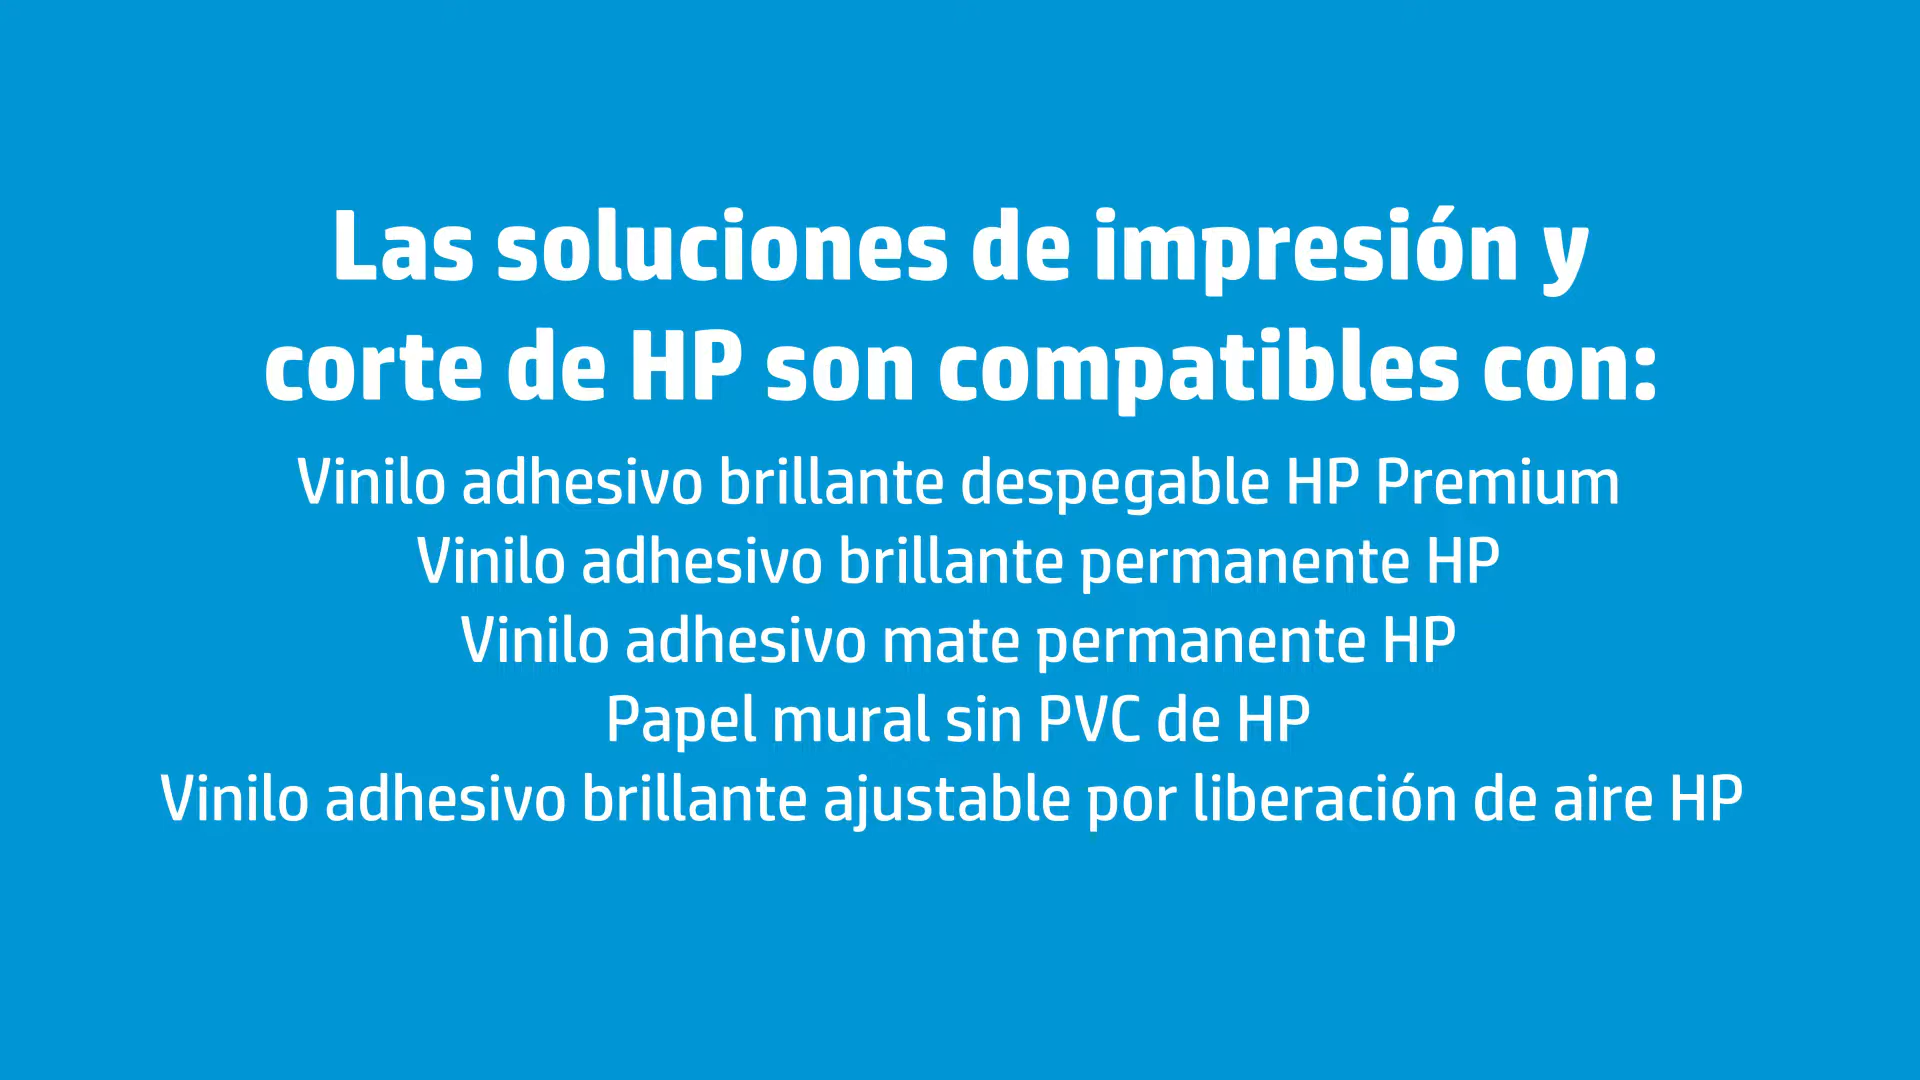 Las soluciones de impresión y
corte de HP son compatibles con:
Vinilo adhesivo brillante despegable HP Premium
Vinilo adhesivo brillante permanente HP
Vinilo adhesivo mate permanente HP
Papel mural sin PVC de HP
Vinilo adhesivo brillante ajustable por liberación de aire HP